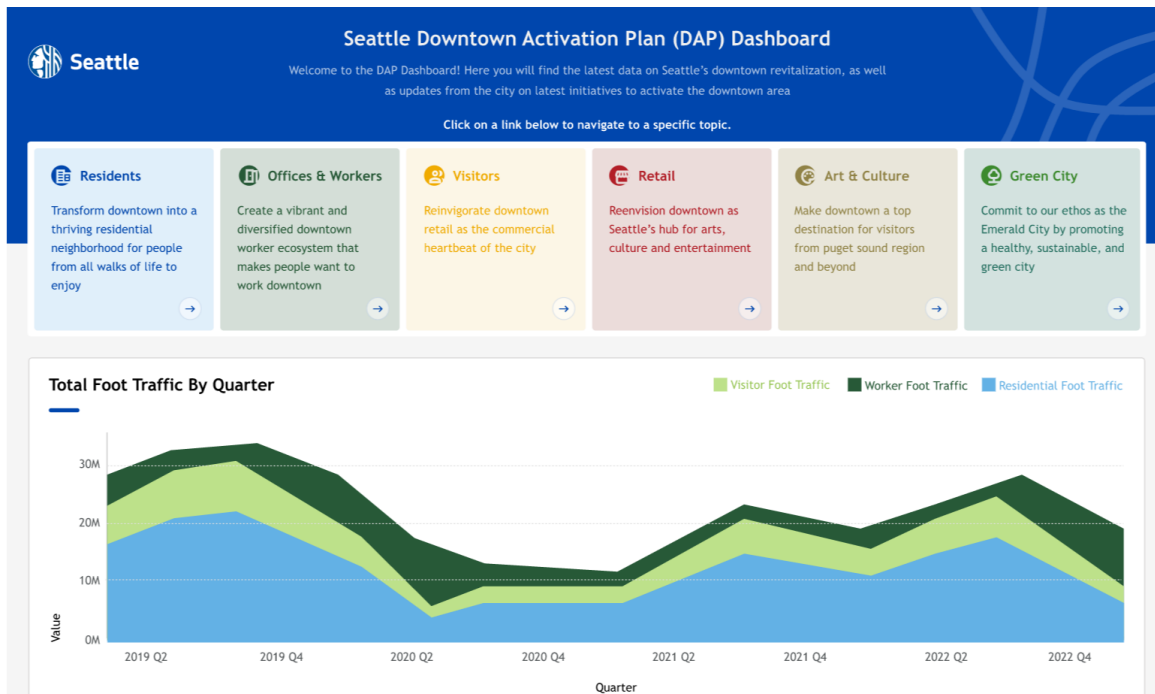 Seattle
Seattle Downtown Activation Plan (DAP) Dashboard
Welcome to the DAP Dashboard! Here you will find the latest data on Seattle's downtown revitalization, as well
as updates from the city on latest initiatives to activate the downtown area
Click on a link below to navigate to a specific topic.
Residents
Transform downtown into a
thriving residential
neighborhood for people
from all walks of life to
enjoy
Offices & Workers
Create a vibrant and
diversified downtown
worker ecosystem that
makes people want to
work downtown
Visitors
Reinvigorate downtown
retail as the commercial
heartbeat of the city
Retail
Reenvision downtown as
Seattle's hub for arts,
culture and entertainment
Art & Culture
Make downtown a top
destination for visitors
from puget sound region
and beyond
Green City
Commit to our ethos as the
Emerald City by promoting
a healthy, sustainable, and
green city
Total Foot Traffic By Quarter
Visitor Foot Traffic
Worker Foot Traffic
Residential Foot Traffic
30M
20M
10M
0M
Value
2019 Q2
2019 Q4
2020 Q2
2020 Q4
2021 Q2
2021 Q4
2022 Q2
2022 Q4
Quarter